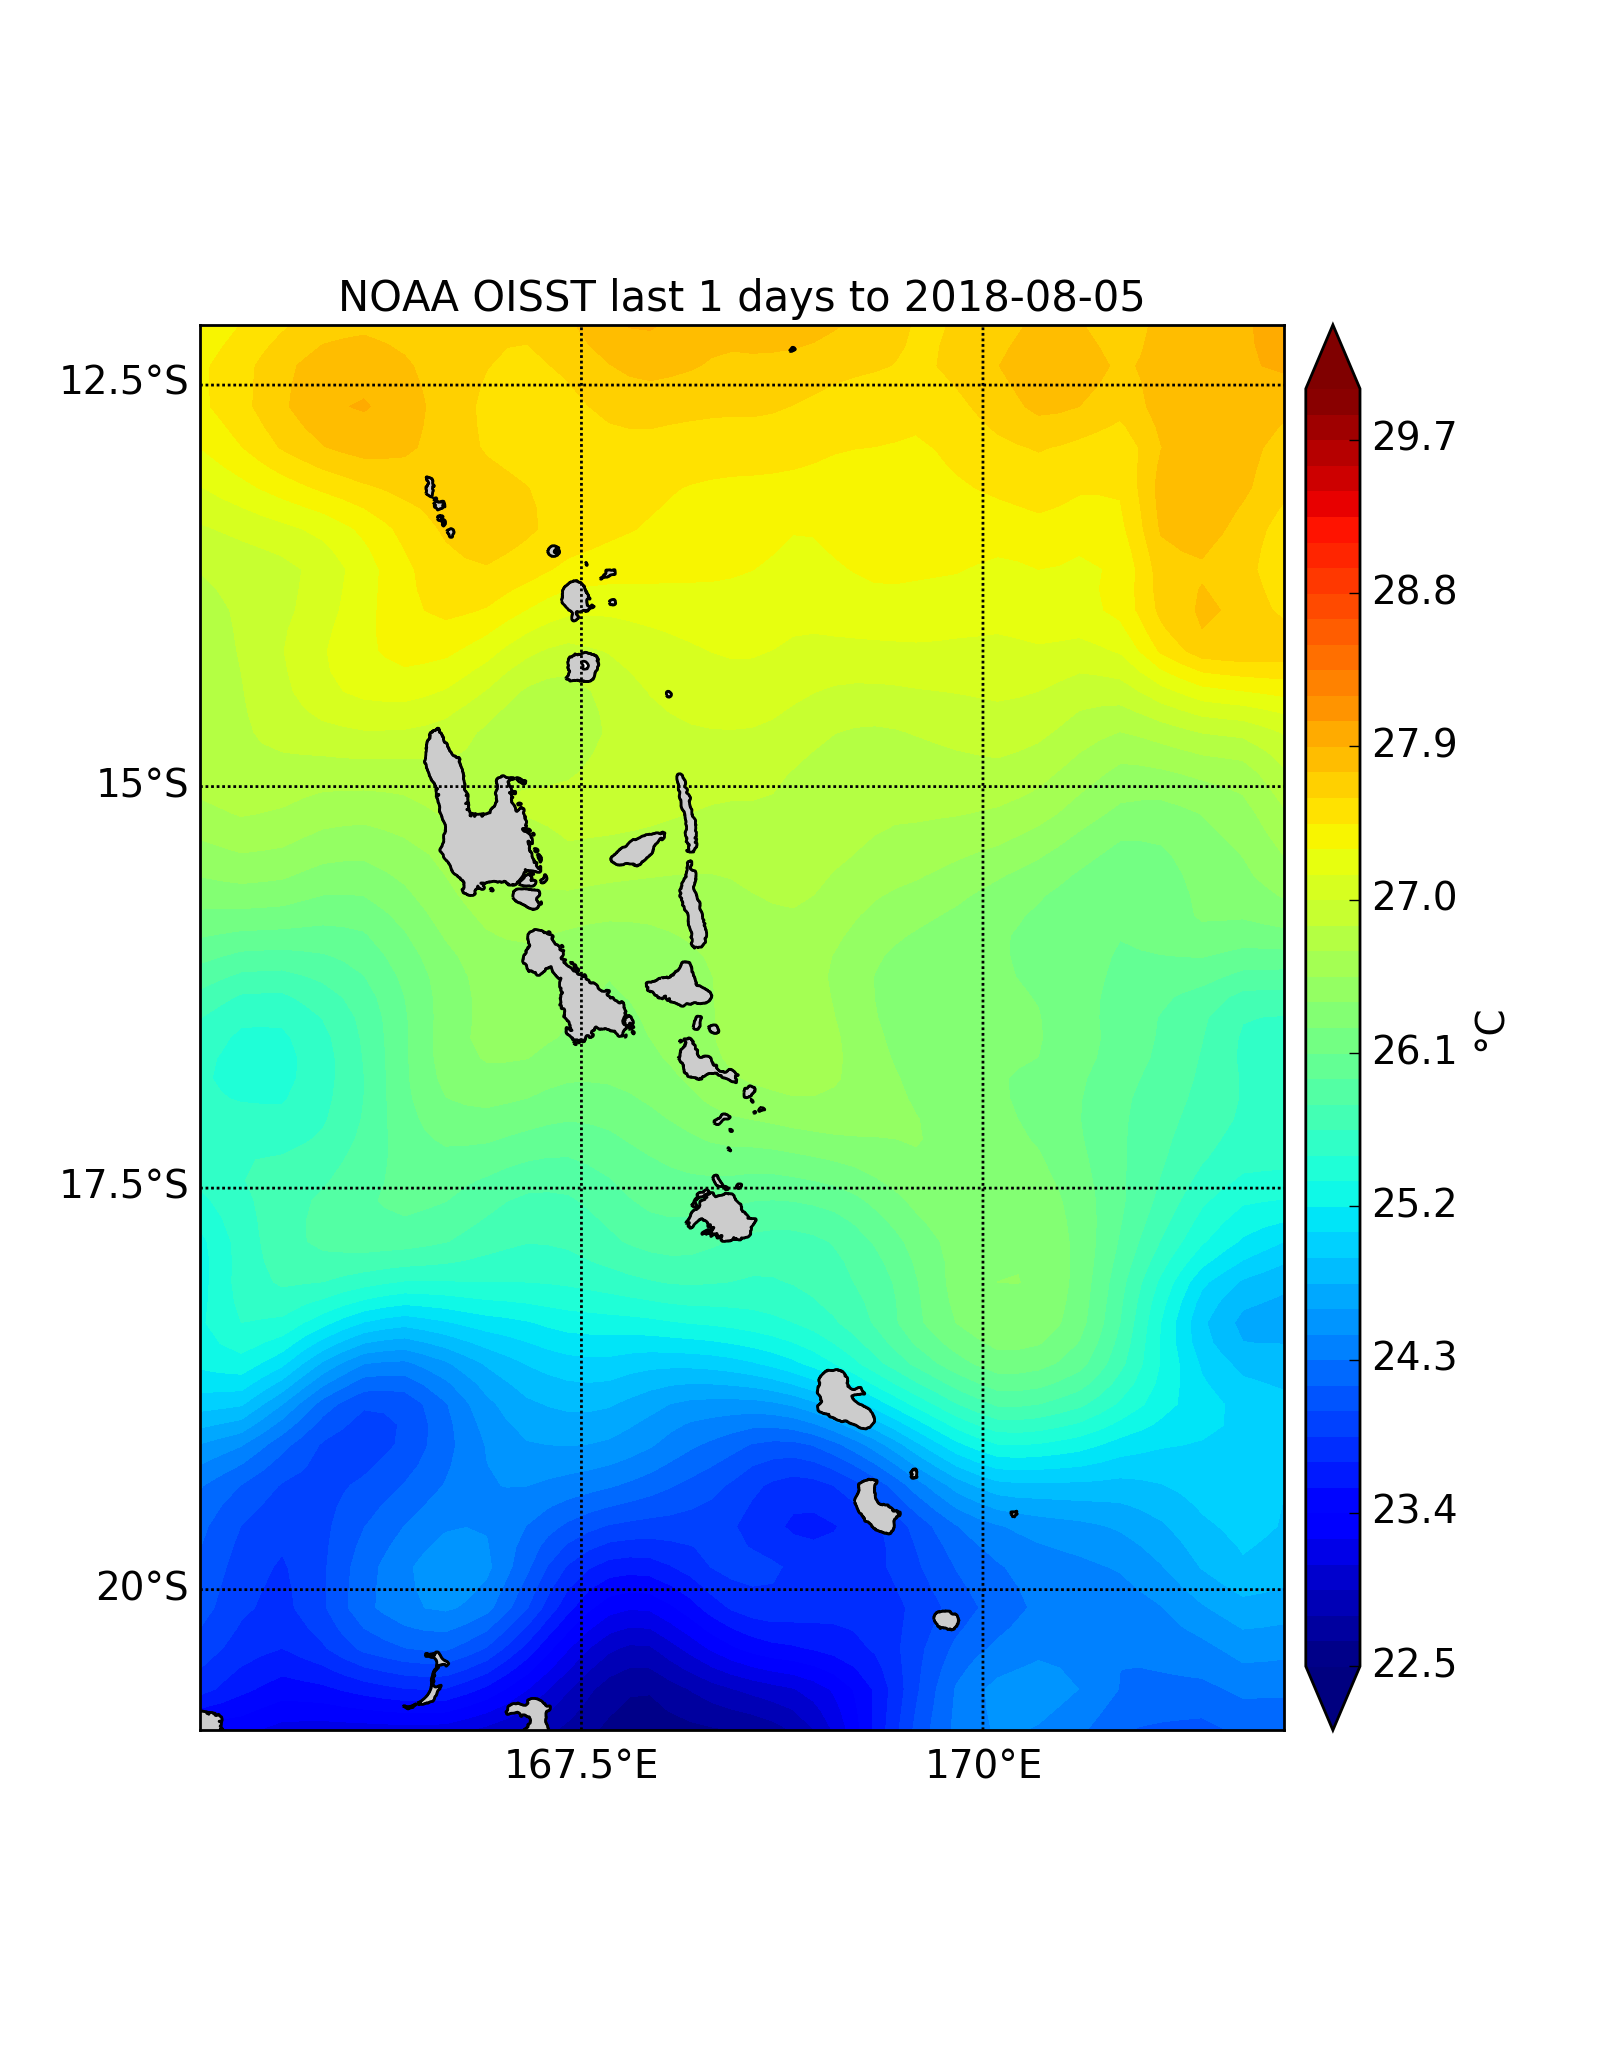 NOAA OISST last 1 days to 2018-08-05
12.5°S
15°S
17.5°S
20°S
167.5°E
170°E
29.7
28.8
27.9
27.0
26.1
25.2
24.3
23.4
22.5
°C